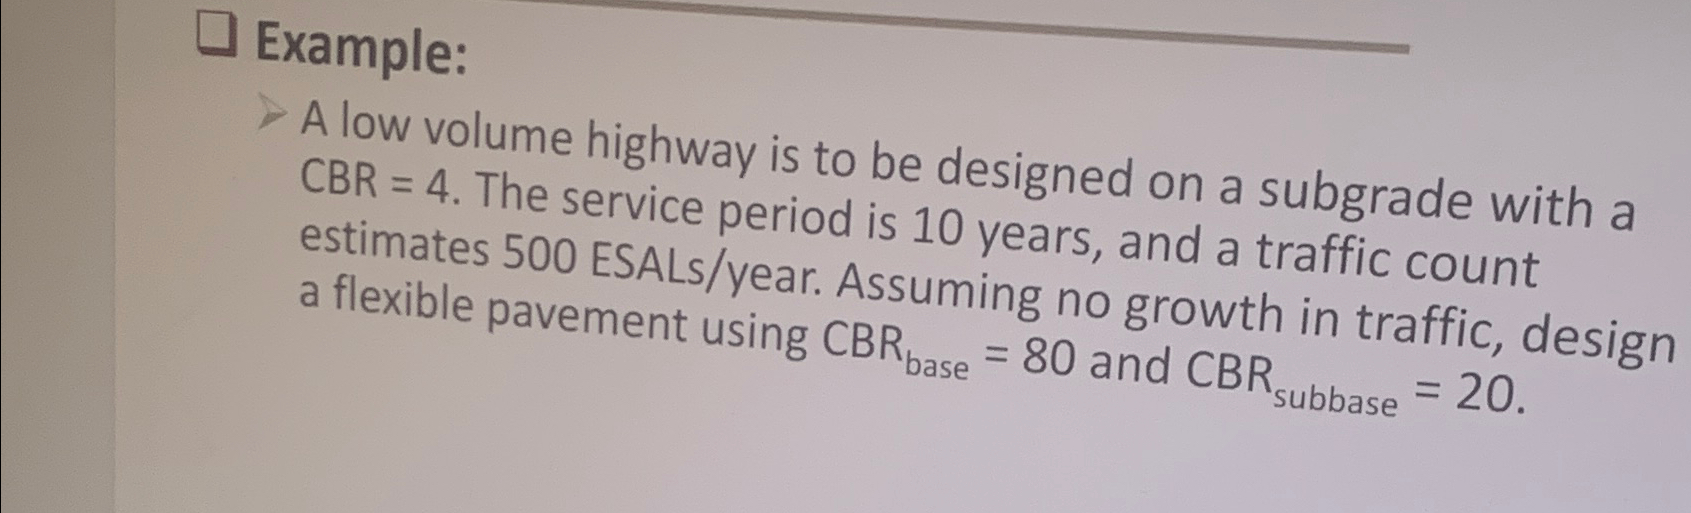 Example:
A low volume highway is to be designed on a subgrade with a
CBR = 4. The service period is 10 years, and a traffic count
estimates 500 ESALs/year. Assuming no growth in traffic, design
a flexible pavement using CBRbase = 80 and CBRsubbase = 20.